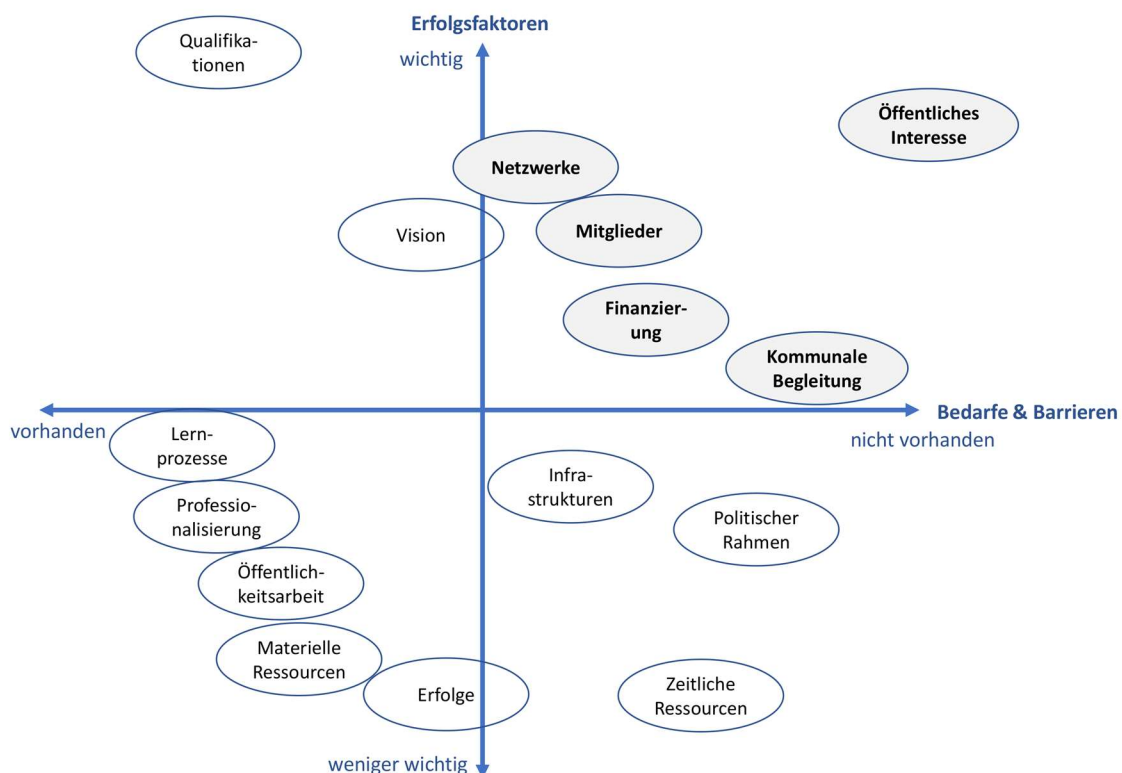 Erfolgsfaktoren
wichtig
Qualifika-
tionen
Öffentliches
Interesse
Netzwerke
Mitglieder
Vision
Finanzier-
ung
Kommunale
Begleitung
Bedarfe & Barrieren
vorhanden
nicht vorhanden
Lern-
prozesse
Infra-
strukturen
Professio-
nalisierung
Politischer
Rahmen
Öffentlich-
keitsarbeit
Materielle
Ressourcen
Erfolge
Zeitliche
Ressourcen
weniger wichtig